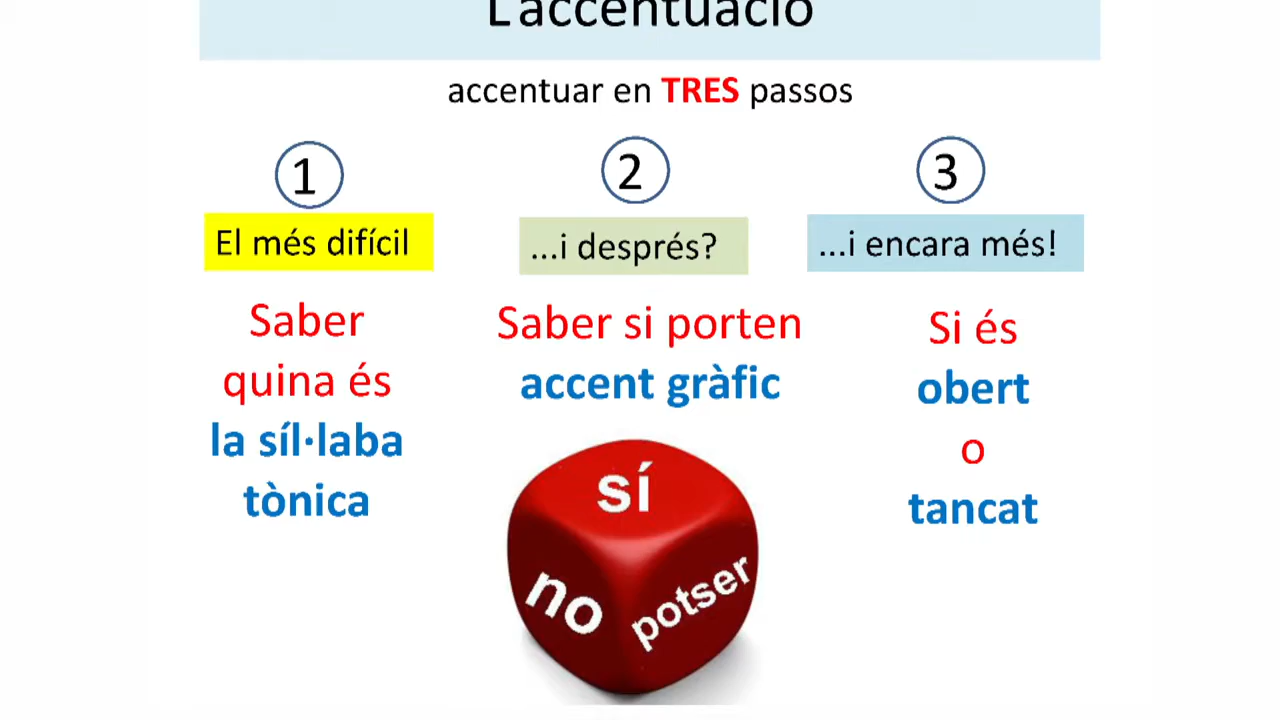 L'accentuació
accentuar en TRES passos
1
El més difícil
Saber
quina és
la síl·laba
tònica
2
...i després?
Saber si porten
accent gràfic
sí
no
potser
3
...i encara més!
Si és
obert
o
tancat